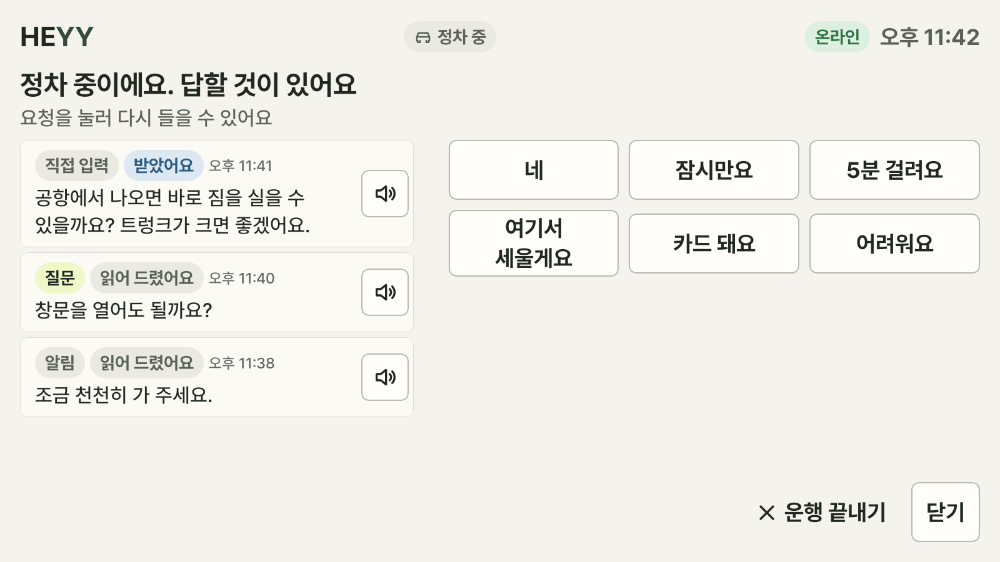 HEYY
정차 중
온라인 오후 11:42
정차 중이에요. 답할 것이 있어요
요청을 눌러 다시 들을 수 있어요
직접 입력 받았어요 오후 11:41
공항에서 나오면 바로 짐을 실을 수
있을까요? 트렁크가 크면 좋겠어요.
질문 읽어 드렸어요 오후 11:40
창문을 열어도 될까요?
알림 읽어 드렸어요 오후 11:38
조금 천천히 가 주세요.
네
잠시만요
5분 걸려요
여기서
세울게요
카드 돼요
어려워요
운행 끝내기
닫기